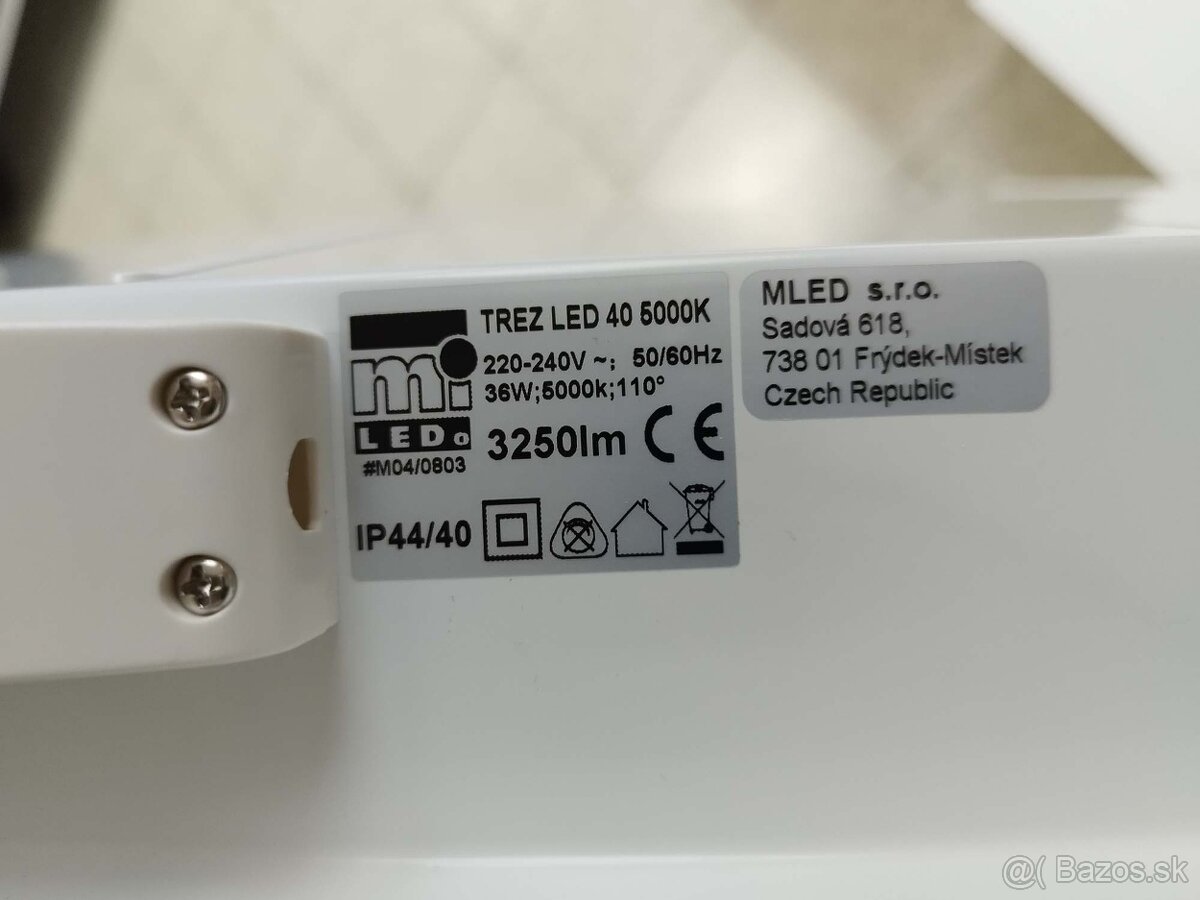 TREZ LED 40 5000K
220-240V ~; 50/60Hz
36W;5000k;110°
mi
LEDo
3250lm CE
#M04/0803
IP44/40
MLED s.r.o.
Sadová 618,
738 01 Frýdek-Místek
Czech Republic
@( Bazos.sk